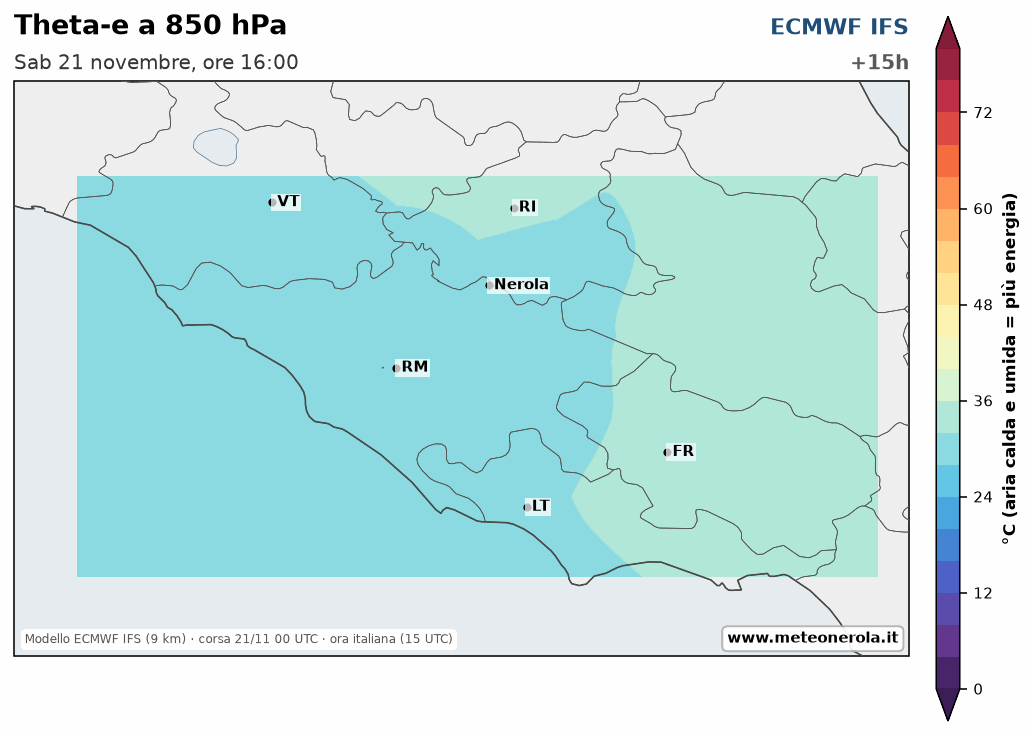 Theta-e a 850 hPa
ECMWF IFS
Sab 21 novembre, ore 16:00
+15h
VT
RI
Nerola
RM
FR
LT
Modello ECMWF IFS (9 km) · corsa 21/11 00 UTC · ora italiana (15 UTC)
www.meteonerola.it
72
60
48
36
24
12
0
°C (aria calda e umida = più energia)